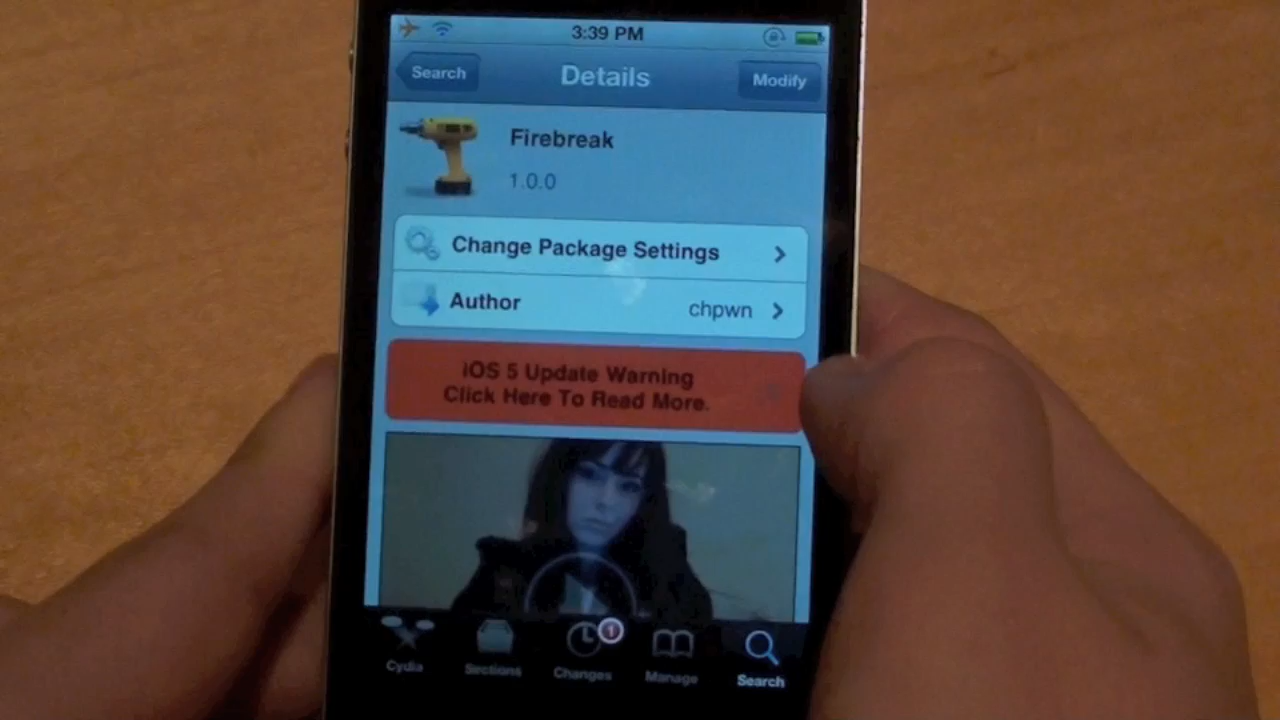 3:39 PM
Search
Details
Modify
Firebreak
1.0.0
Change Package Settings
Author
chpwn
iOS 5 Update Warning
Click Here To Read More.
Cydia
Sections
Changes
1
Manage
Search